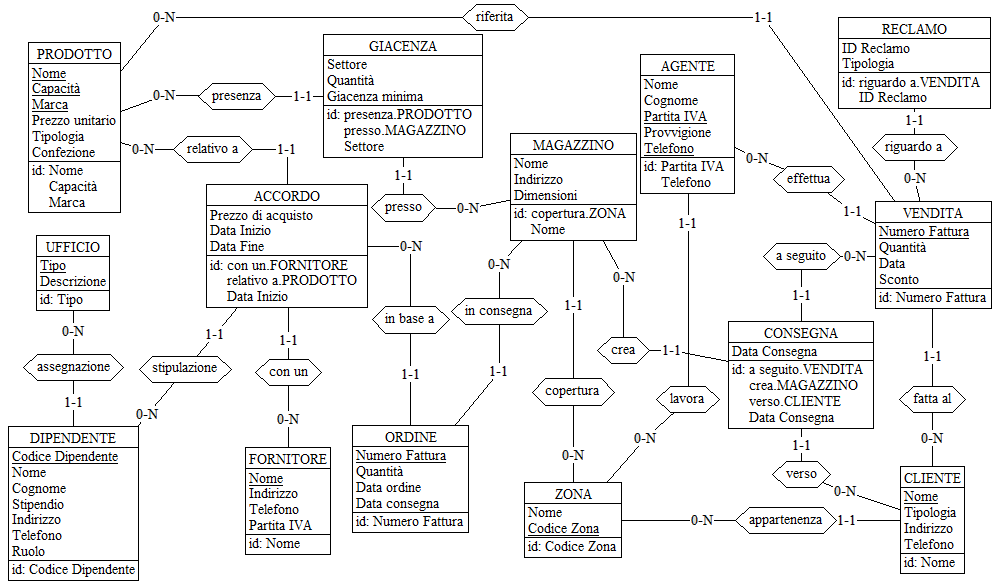 0-N
riferita
1-1
PRODOTTO
Nome
Capacità
Marca
Prezzo unitario
Tipologia
Confezione
id: Nome
Capacità
Marca
0-N
presenza
1-1
0-N
relativo a
1-1
GIACENZA
Settore
Quantità
Giacenza minima
id: presenza.PRODOTTO
presso.MAGAZZINO
Settore
1-1
presso
0-N
AGENTE
Nome
Cognome
Partita IVA
Provvigione
Telefono
id: Partita IVA
Telefono
0-N
effettua
1-1
RECLAMO
ID Reclamo
Tipologia
id: riguardo a.VENDITA
ID Reclamo
1-1
riguardo a
0-N
MAGAZZINO
Nome
Indirizzo
Dimensioni
id: copertura.ZONA
Nome
ACCORDO
Prezzo di acquisto
Data Inizio
Data Fine
id: con un.FORNITORE
relativo a.PRODOTTO
Data Inizio
VENDITA
Numero Fattura
Quantità
Data
Sconto
id: Numero Fattura
UFFICIO
Tipo
Descrizione
id: Tipo
0-N
assegnazione
1-1
1-1
stipulazione
0-N
1-1
con un
0-N
0-N
in base a
1-1
0-N
in consegna
1-1
1-1
copertura
0-N
0-N
crea
1-1
1-1
lavora
0-N
0-N
a seguito
1-1
CONSEGNA
Data Consegna
id: a seguito.VENDITA
crea.MAGAZZINO
verso.CLIENTE
Data Consegna
1-1
verso
0-N
1-1
fatta al
0-N
DIPENDENTE
Codice Dipendente
Nome
Cognome
Stipendio
Indirizzo
Telefono
Ruolo
id: Codice Dipendente
FORNITORE
Nome
Indirizzo
Telefono
Partita IVA
id: Nome
ORDINE
Numero Fattura
Quantità
Data ordine
Data consegna
id: Numero Fattura
ZONA
Nome
Codice Zona
id: Codice Zona
0-N
appartenenza
1-1
CLIENTE
Nome
Tipologia
Indirizzo
Telefono
id: Nome